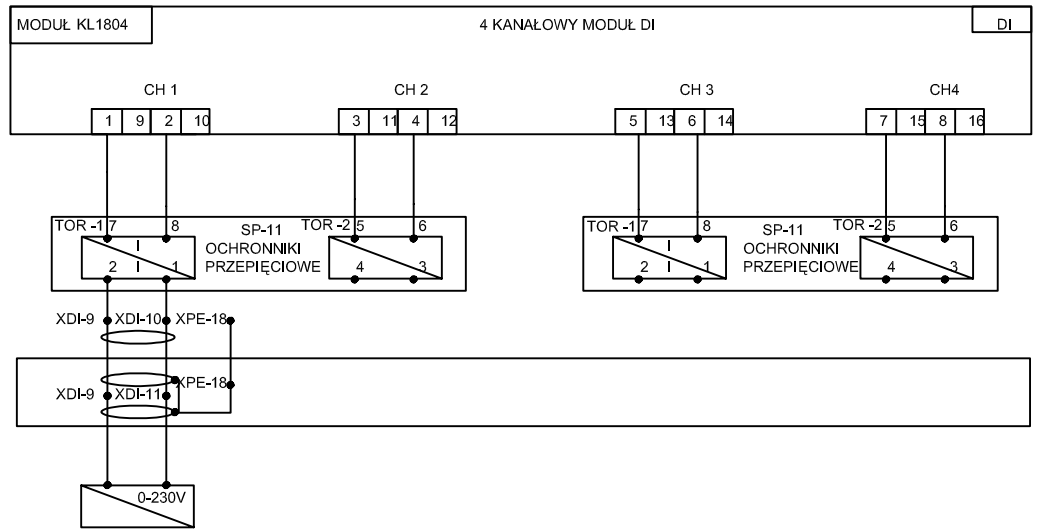 MODUŁ KL1804 4 KANAŁOWY MODUŁ DI DI
CH 1 CH 2 CH 3 CH4
1 9 2 10 3 11 4 12 5 13 6 14 7 15 8 16
TOR -1 7 8 SP-11 TOR -2 5 6 TOR -1 7 8 SP-11 TOR -2 5 6
I OCHRONNIKI I OCHRONNIKI
2 I 1 PRZEPIĘCIOWE 4 3 2 I 1 PRZEPIĘCIOWE 4 3
XDI-9 XDI-10 XPE-18
XPE-18
XDI-9 XDI-11
0-230V